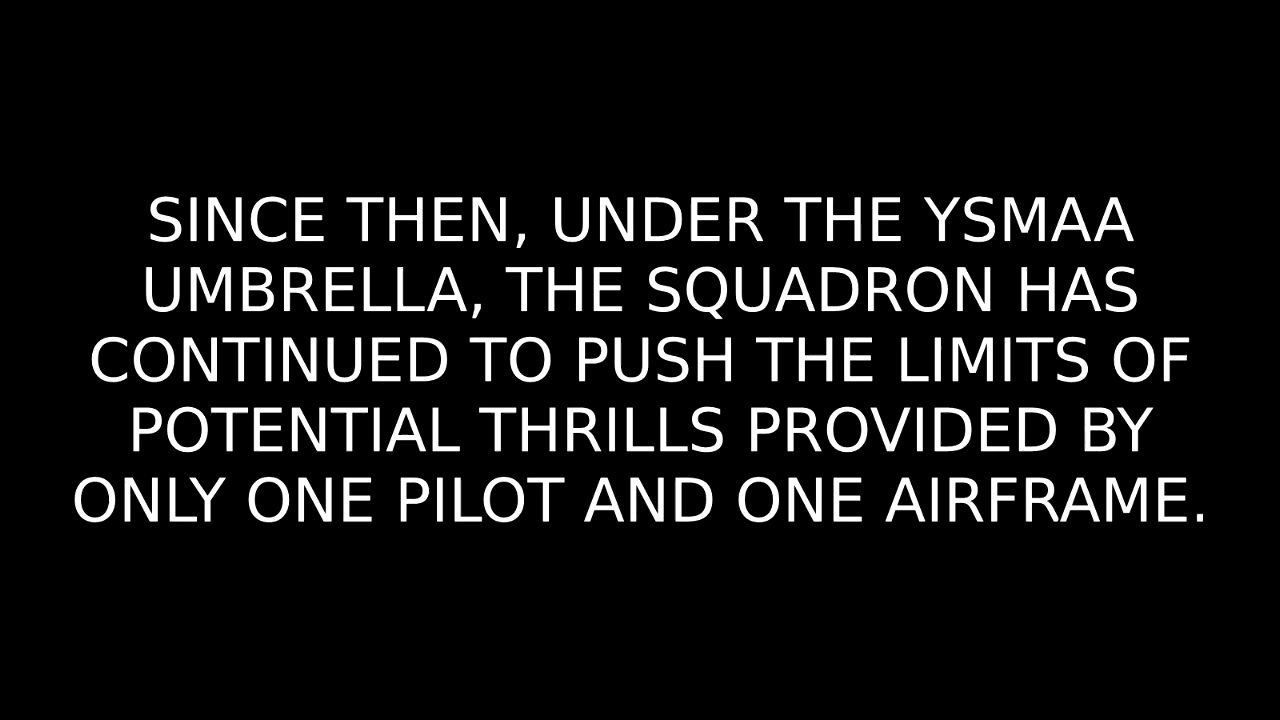 SINCE THEN, UNDER THE YSMAA
UMBRELLA, THE SQUADRON HAS
CONTINUED TO PUSH THE LIMITS OF
POTENTIAL THRILLS PROVIDED BY
ONLY ONE PILOT AND ONE AIRFRAME.